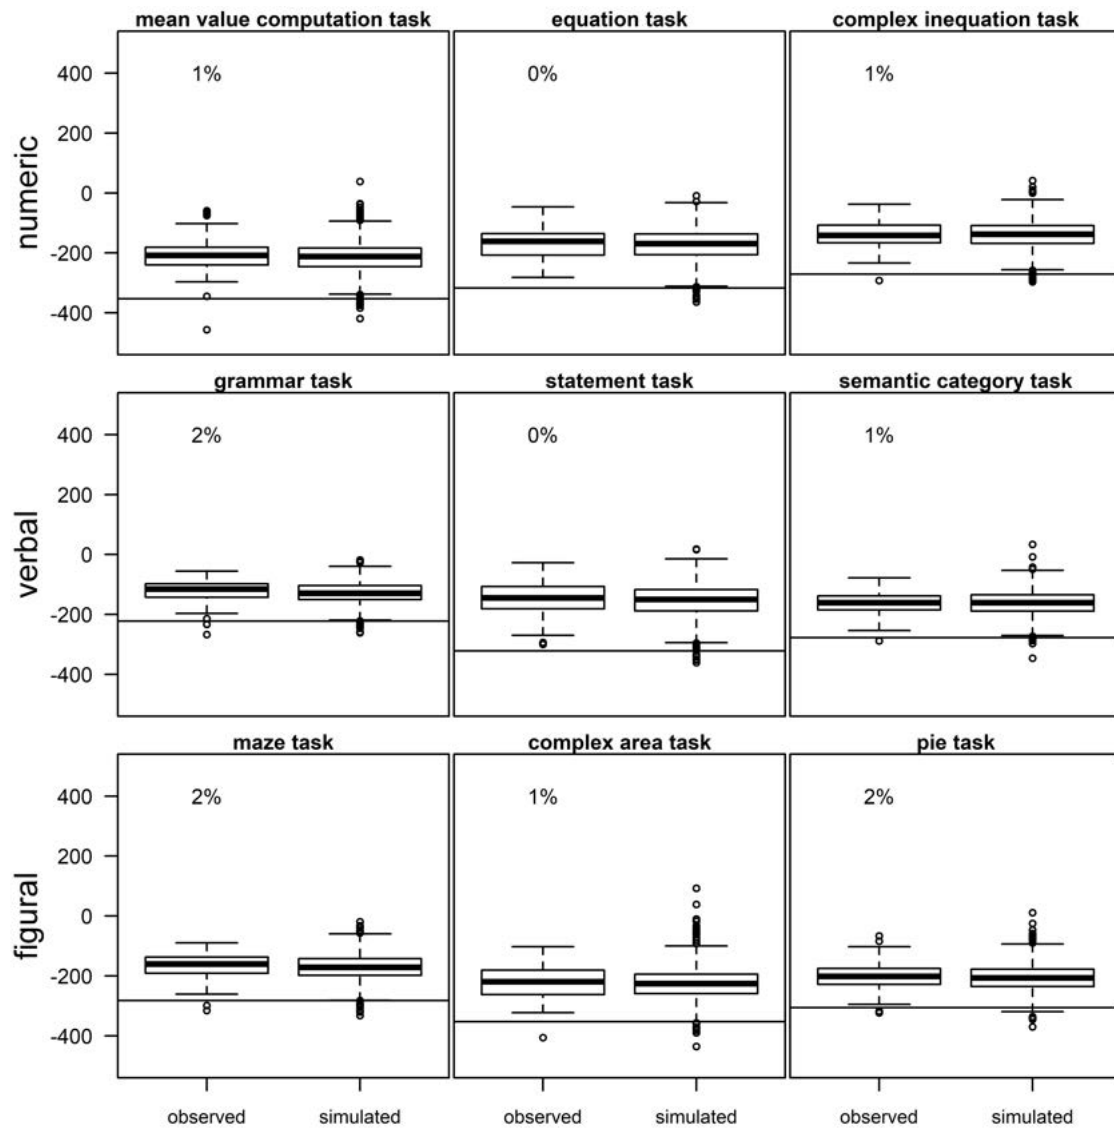 mean value computation task equation task complex inequation task
numeric
400
200
0
-200
-400
1% 0% 1%
grammar task statement task semantic category task
verbal
400
200
0
-200
-400
2% 0% 1%
maze task complex area task pie task
figural
400
200
0
-200
-400
2% 1% 2%
observed simulated observed simulated observed simulated